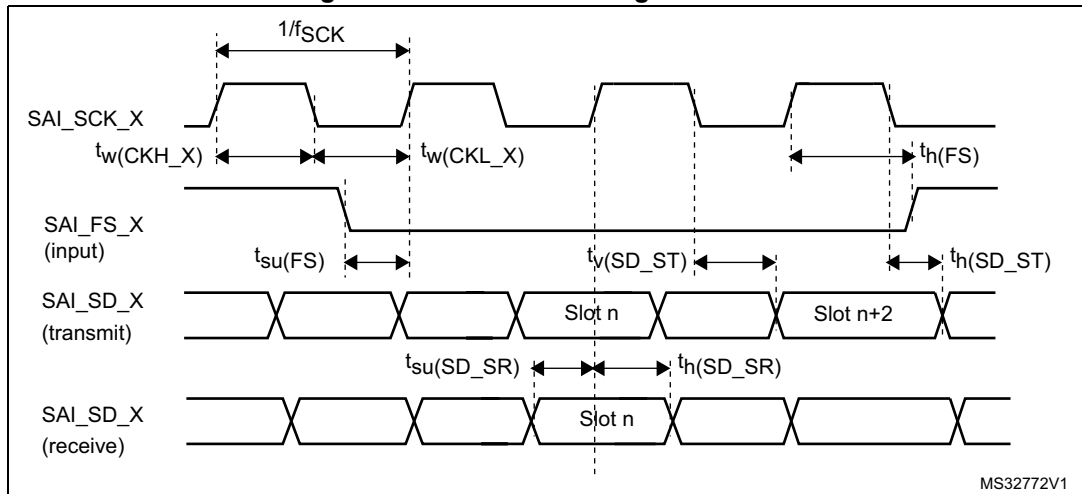 1/fSCK
SAI_SCK_X
tw(CKH_X)
tw(CKL_X)
th(FS)
SAI_FS_X
(input)
tsu(FS)
tv(SD_ST)
th(SD_ST)
SAI_SD_X
(transmit)
Slot n
Slot n+2
tsu(SD_SR)
th(SD_SR)
SAI_SD_X
(receive)
Slot n
MS32772V1